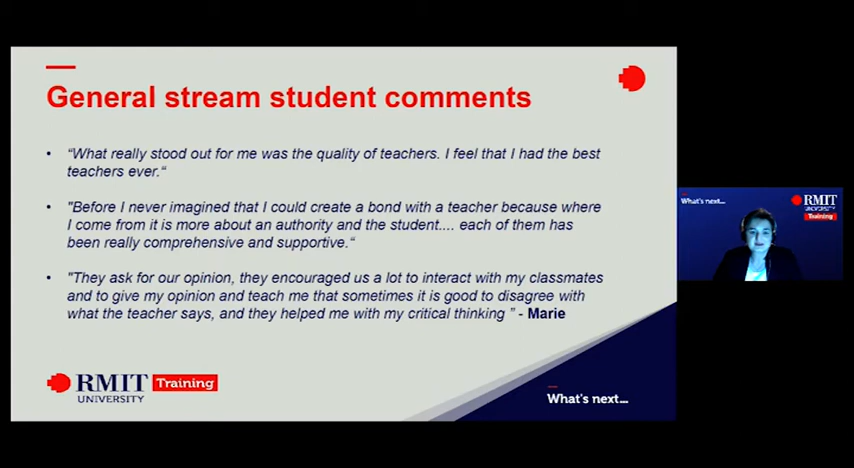 General stream student comments
• "What really stood out for me was the quality of teachers. I feel that I had the best
teachers ever."
• "Before I never imagined that I could create a bond with a teacher because where
I come from it is more about an authority and the student.... each of them has
been really comprehensive and supportive."
• "They ask for our opinion, they encouraged us a lot to interact with my classmates
and to give my opinion and teach me that sometimes it is good to disagree with
what the teacher says, and they helped me with my critical thinking " - Marie
RMIT Training
UNIVERSITY
What's next...
What's next...
RMIT
UNIVERSITY
Training